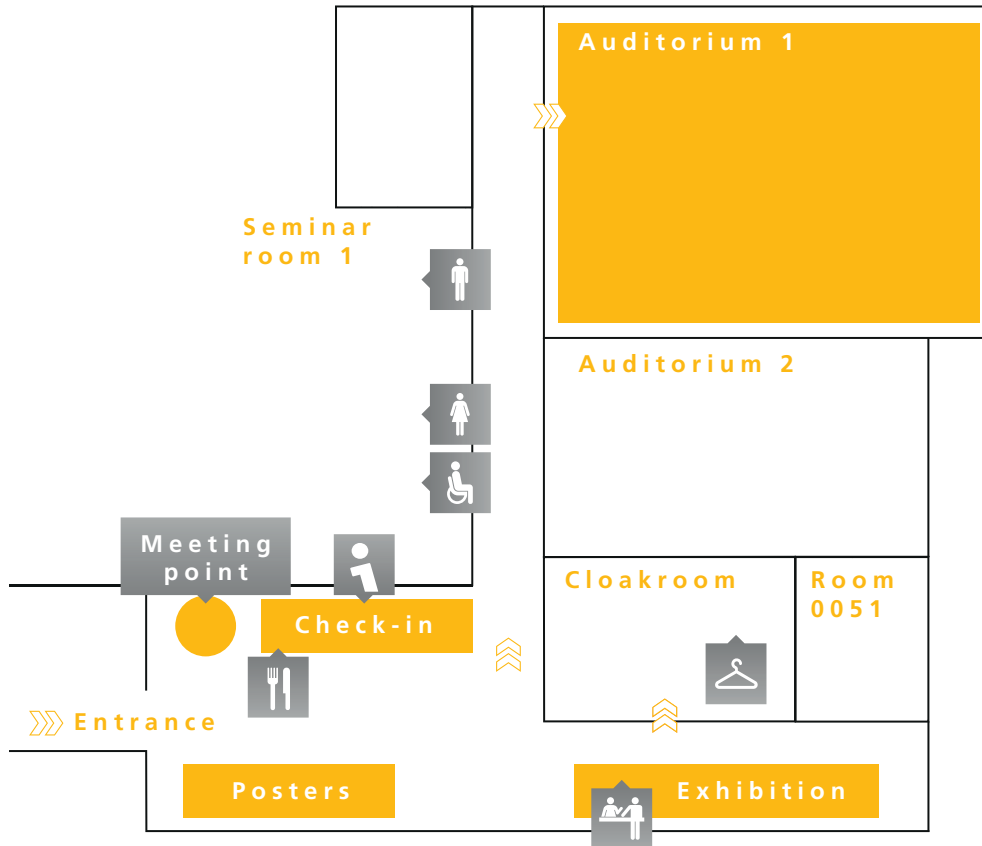 Auditorium 1
Seminar
room 1
Auditorium 2
Meeting
point
Cloakroom
Room
0051
Check-in
Entrance
Posters
Exhibition